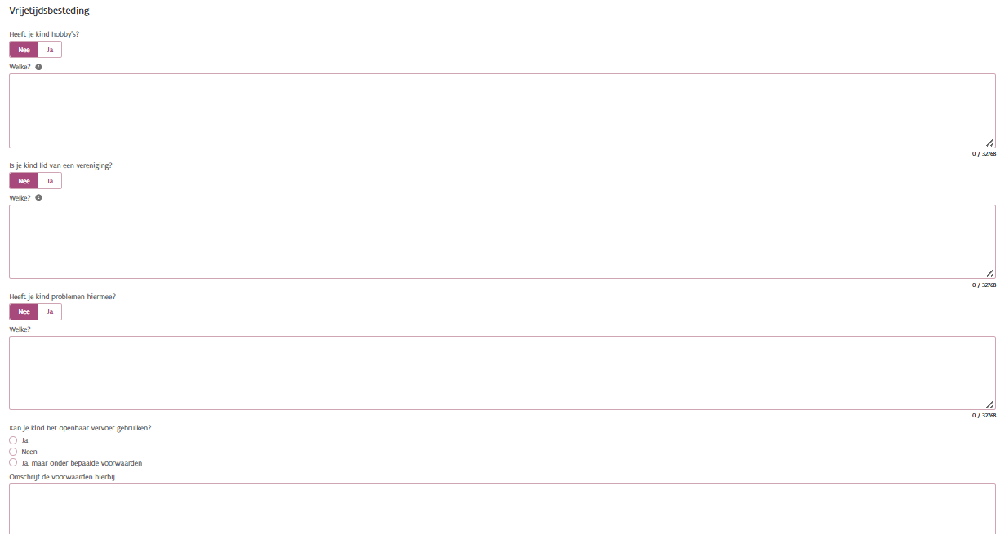 Vrijetijdsbesteding
Heeft je kind hobby's?
Nee Ja
Welke?
0 / 32768
Is je kind lid van een vereniging?
Nee Ja
Welke?
0 / 32768
Heeft je kind problemen hiermee?
Nee Ja
Welke?
0 / 32768
Kan je kind het openbaar vervoer gebruiken?
Ja
Neen
Ja, maar onder bepaalde voorwaarden
Omschrijf de voorwaarden hierbij.